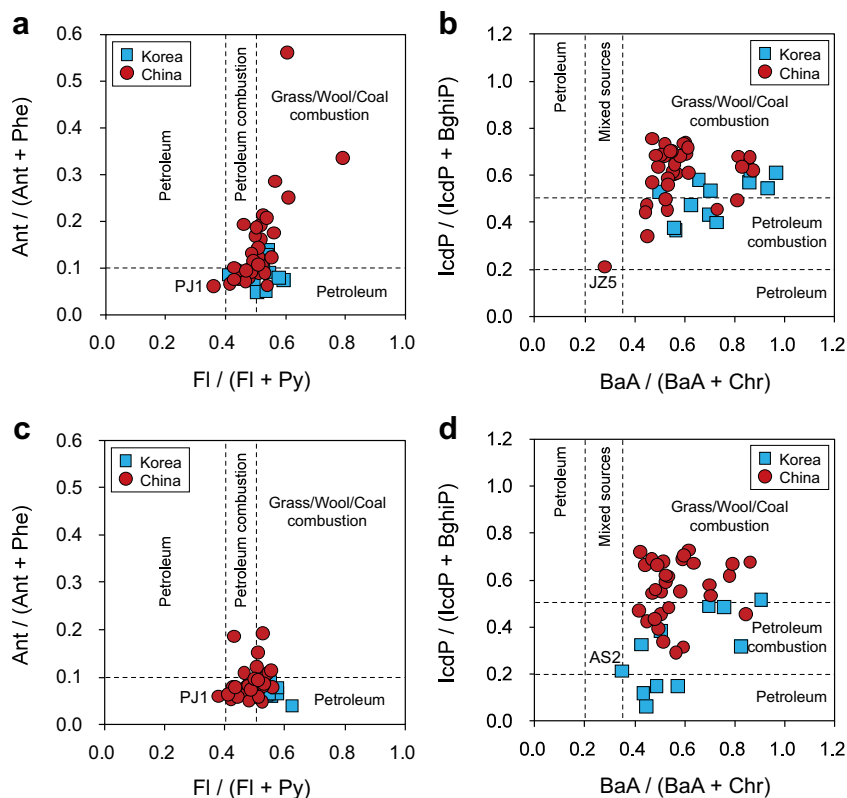 a
0.6
0.5
0.4
0.3
0.2
0.1
0.0
Ant / (Ant + Phe)
Korea
China
Petroleum
Petroleum combustion
Grass/Wool/Coal
combustion
PJ1
Petroleum
0.0 0.2 0.4 0.6 0.8 1.0
Fl / (Fl + Py)
b
1.2
1.0
0.8
0.6
0.4
0.2
0.0
IcdP / (IcdP + BghiP)
Petroleum
Mixed sources
Korea
China
Grass/Wool/Coal
combustion
Petroleum
combustion
JZ5
Petroleum
0.0 0.2 0.4 0.6 0.8 1.0 1.2
BaA / (BaA + Chr)
c
0.6
0.5
0.4
0.3
0.2
0.1
0.0
Ant / (Ant + Phe)
Korea
China
Petroleum
Petroleum combustion
Grass/Wool/Coal
combustion
PJ1
Petroleum
0.0 0.2 0.4 0.6 0.8 1.0
Fl / (Fl + Py)
d
1.2
1.0
0.8
0.6
0.4
0.2
0.0
IcdP / (IcdP + BghiP)
Petroleum
Mixed sources
Korea
China
Grass/Wool/Coal
combustion
Petroleum
combustion
AS2
Petroleum
0.0 0.2 0.4 0.6 0.8 1.0 1.2
BaA / (BaA + Chr)